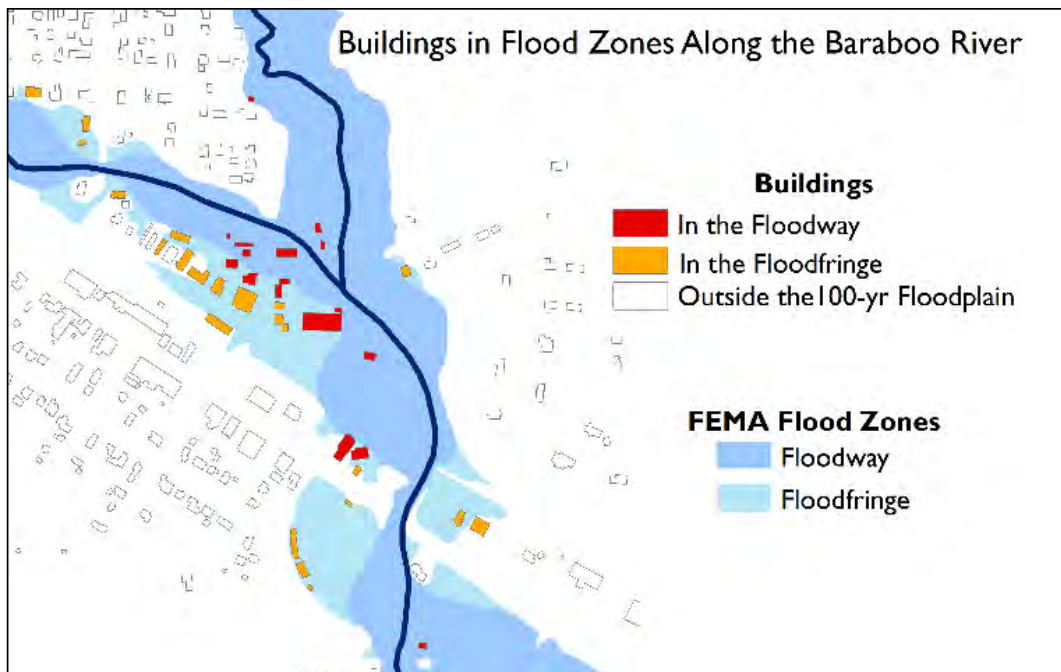 Buildings in Flood Zones Along the Baraboo River
Buildings
In the Floodway
In the Floodfringe
Outside the100-yr Floodplain
FEMA Flood Zones
Floodway
Floodfringe